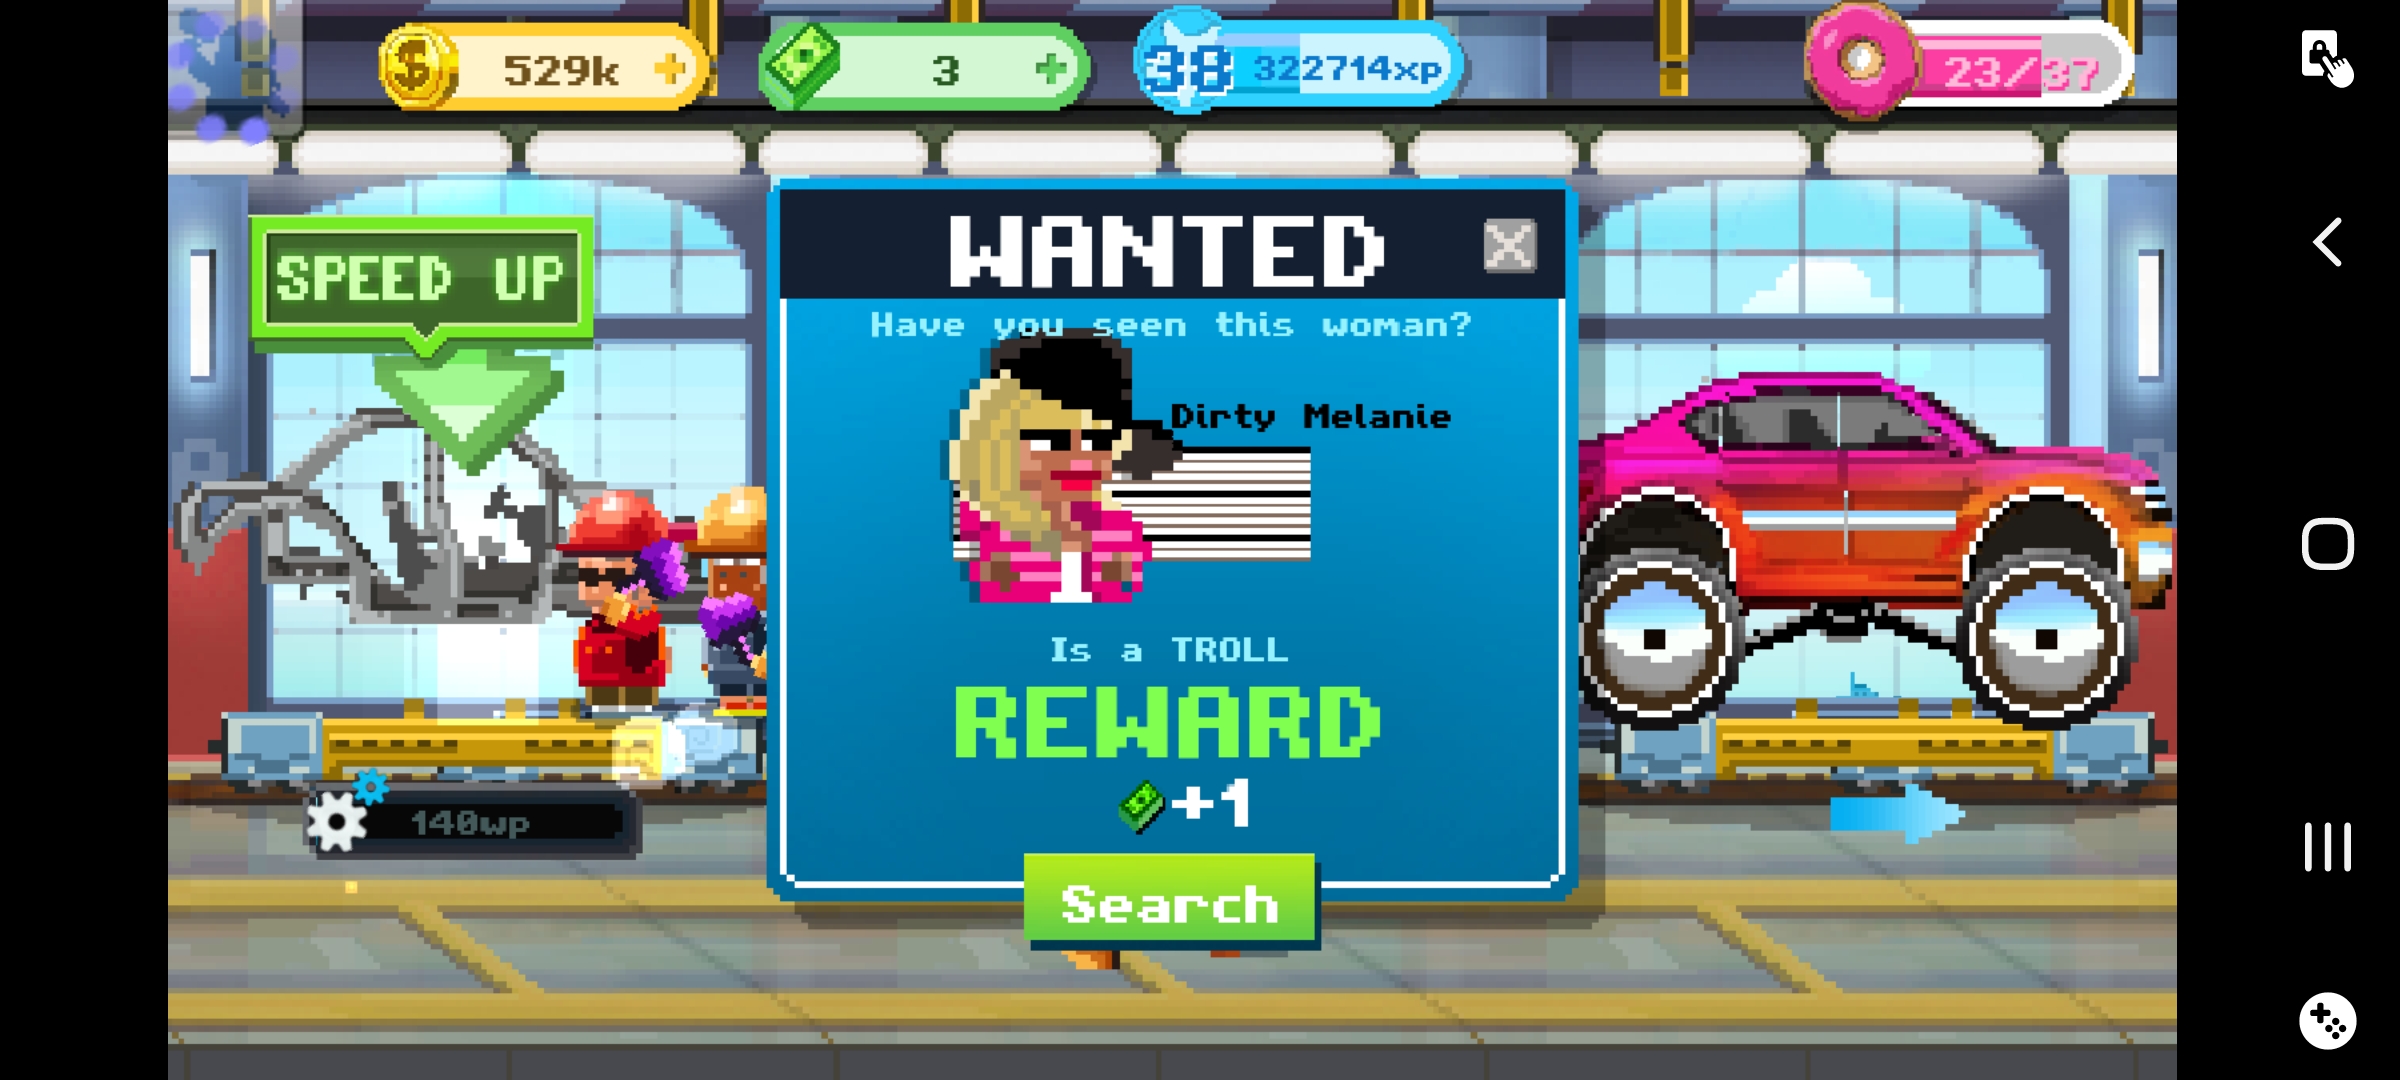 529k
3
38
322714xp
23/37
SPEED UP
WANTED
Have you seen this woman?
Dirty Melanie
Is a TROLL
REWARD
+1
140wp
Search